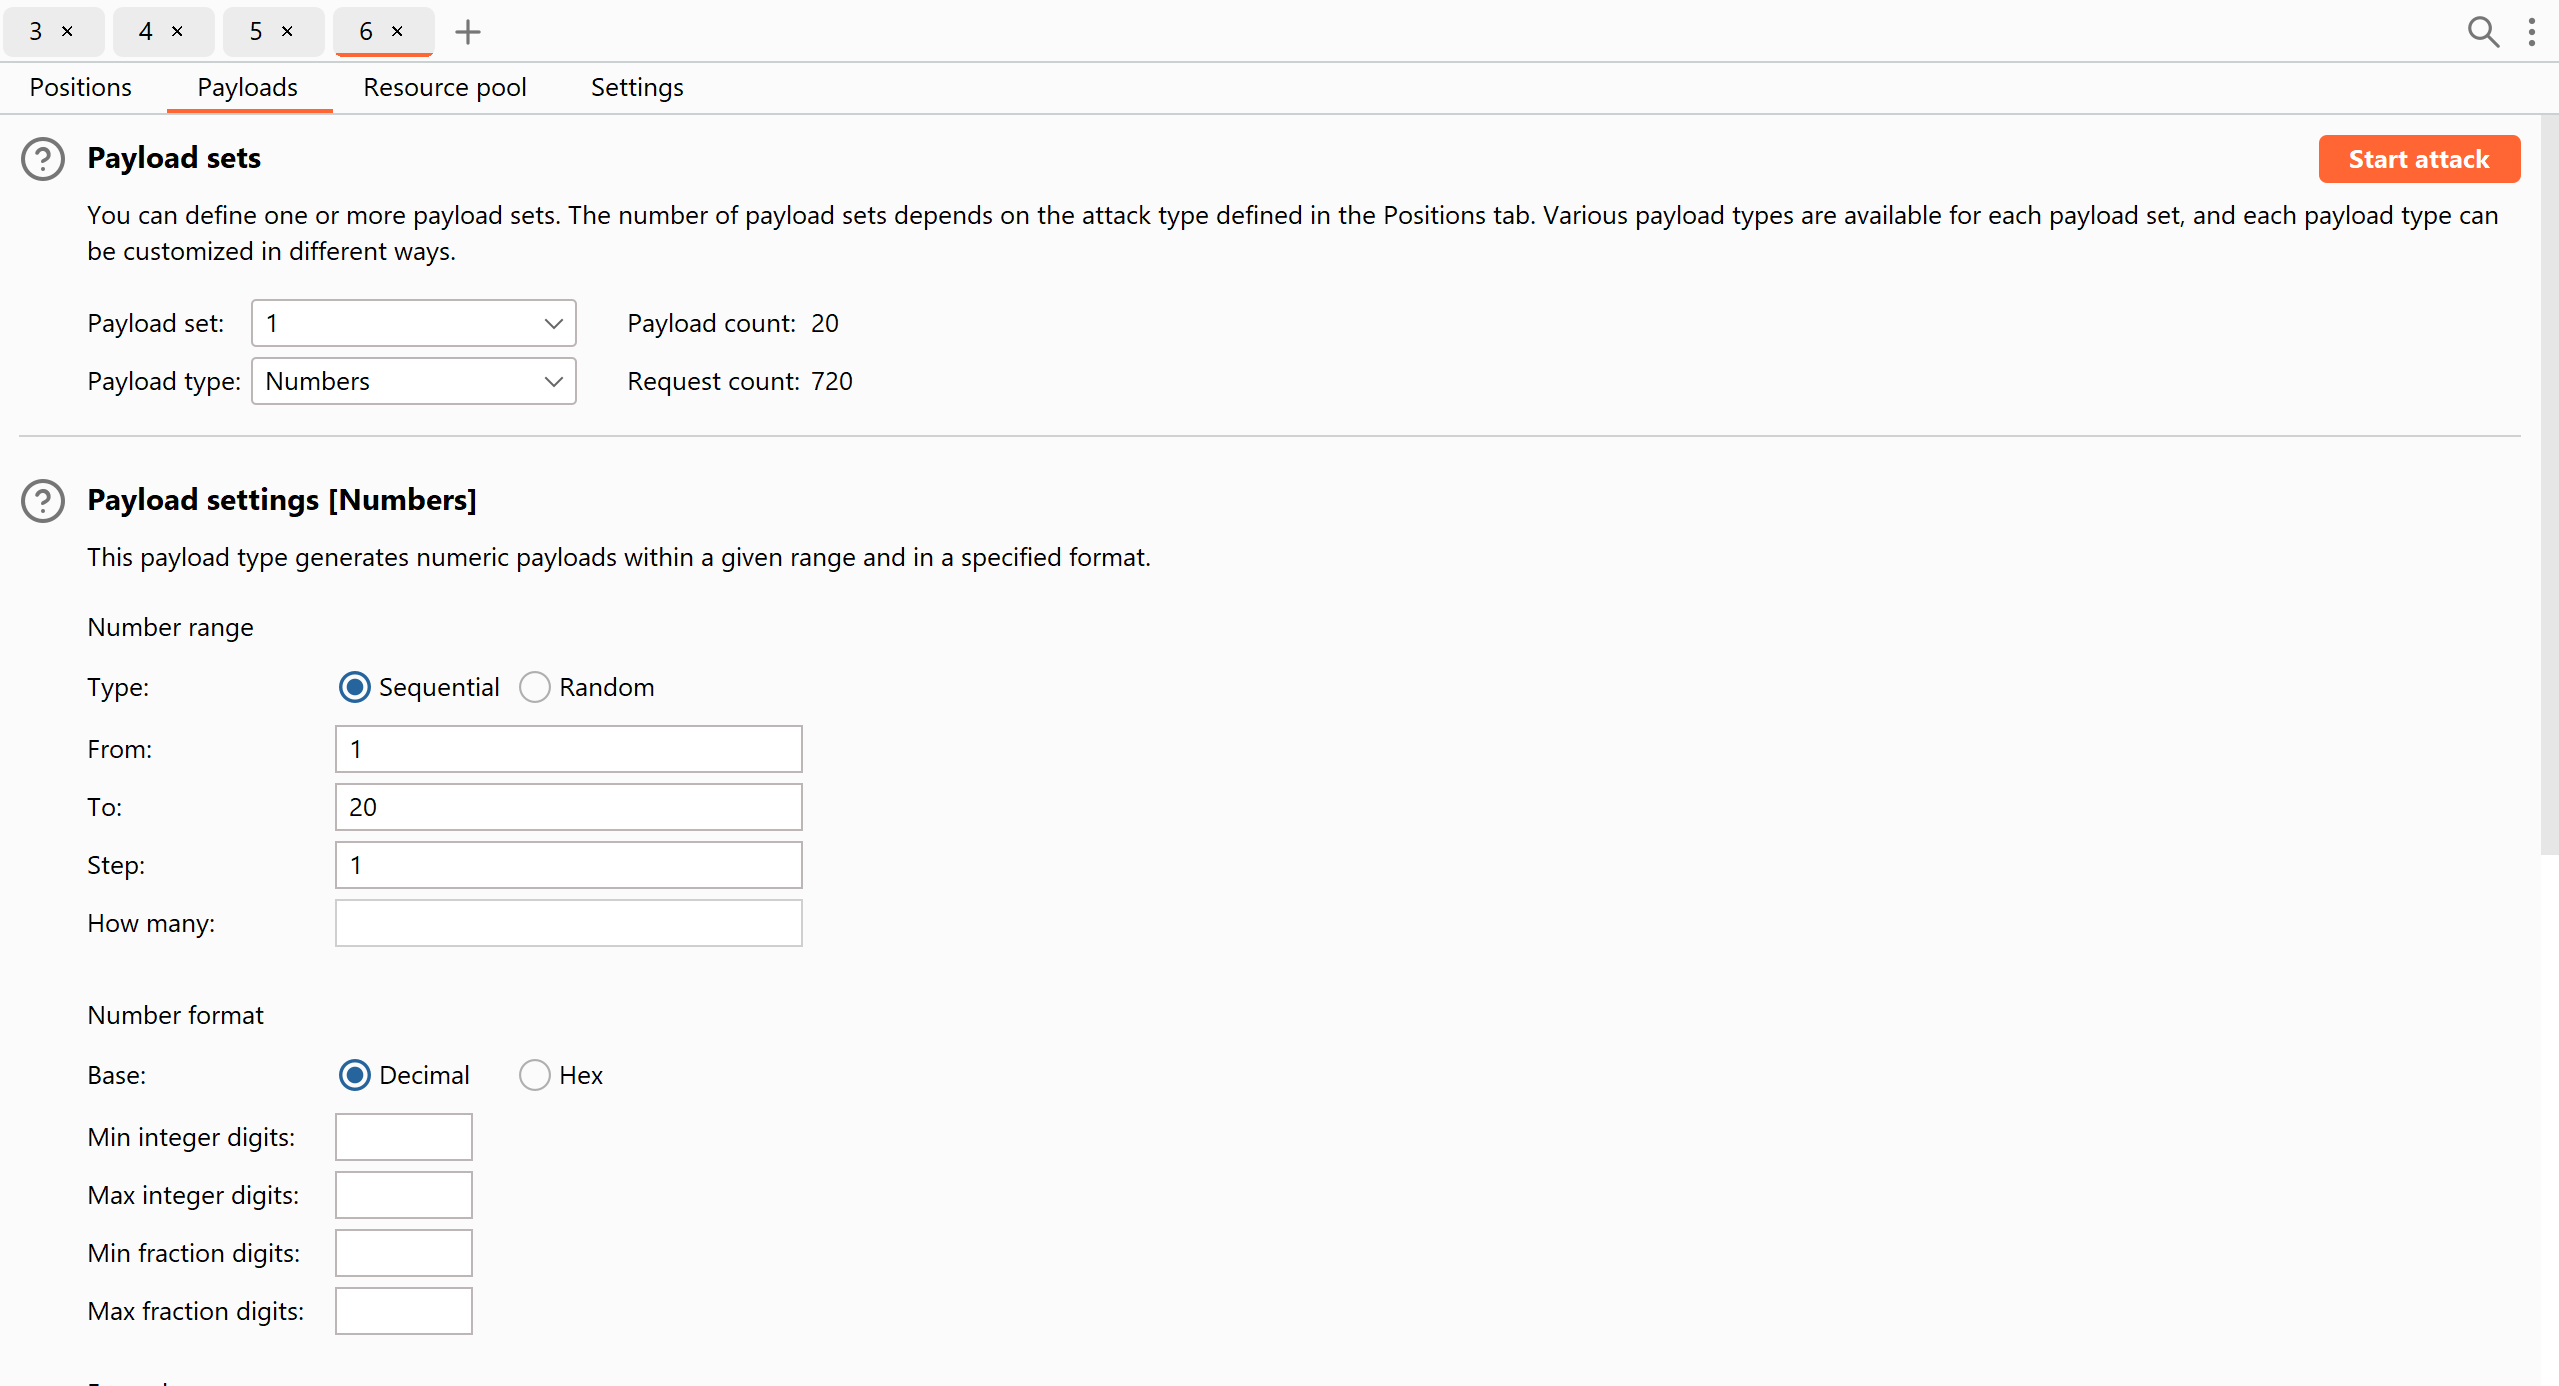 3 × 4 × 5 × 6 × +
Positions Payloads Resource pool Settings
Payload sets
Start attack
You can define one or more payload sets. The number of payload sets depends on the attack type defined in the Positions tab. Various payload types are available for each payload set, and each payload type can
be customized in different ways.
Payload set: 1 Payload count: 20
Payload type: Numbers Request count: 720
Payload settings [Numbers]
This payload type generates numeric payloads within a given range and in a specified format.
Number range
Type: Sequential Random
From: 1
To: 20
Step: 1
How many:
Number format
Base: Decimal Hex
Min integer digits:
Max integer digits:
Min fraction digits:
Max fraction digits: